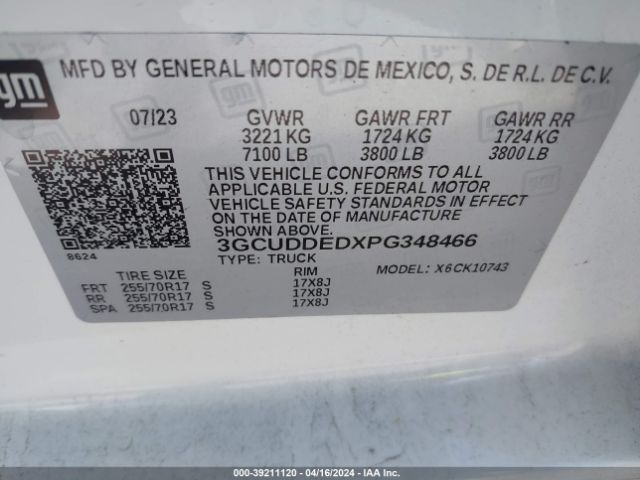 gm MFD BY GENERAL MOTORS DE MEXICO, S. DE R.L. DE C.V.
07/23 GVWR GAWR FRT GAWR RR
3221 KG 1724 KG 1724 KG
7100 LB 3800 LB 3800 LB
THIS VEHICLE CONFORMS TO ALL
APPLICABLE U.S. FEDERAL MOTOR
VEHICLE SAFETY STANDARDS IN EFFECT
ON THE DATE OF MANUFACTURE
SHOWN ABOVE.
3GCUDDEDXPG348466
8624 TYPE: TRUCK MODEL: X6CK10743
TIRE SIZE RIM
FRT 255/70R17 S 17X8J
RR 255/70R17 S 17X8J
SPA 255/70R17 S 17X8J
000-39211120 - 04/16/2024 - IAA Inc.